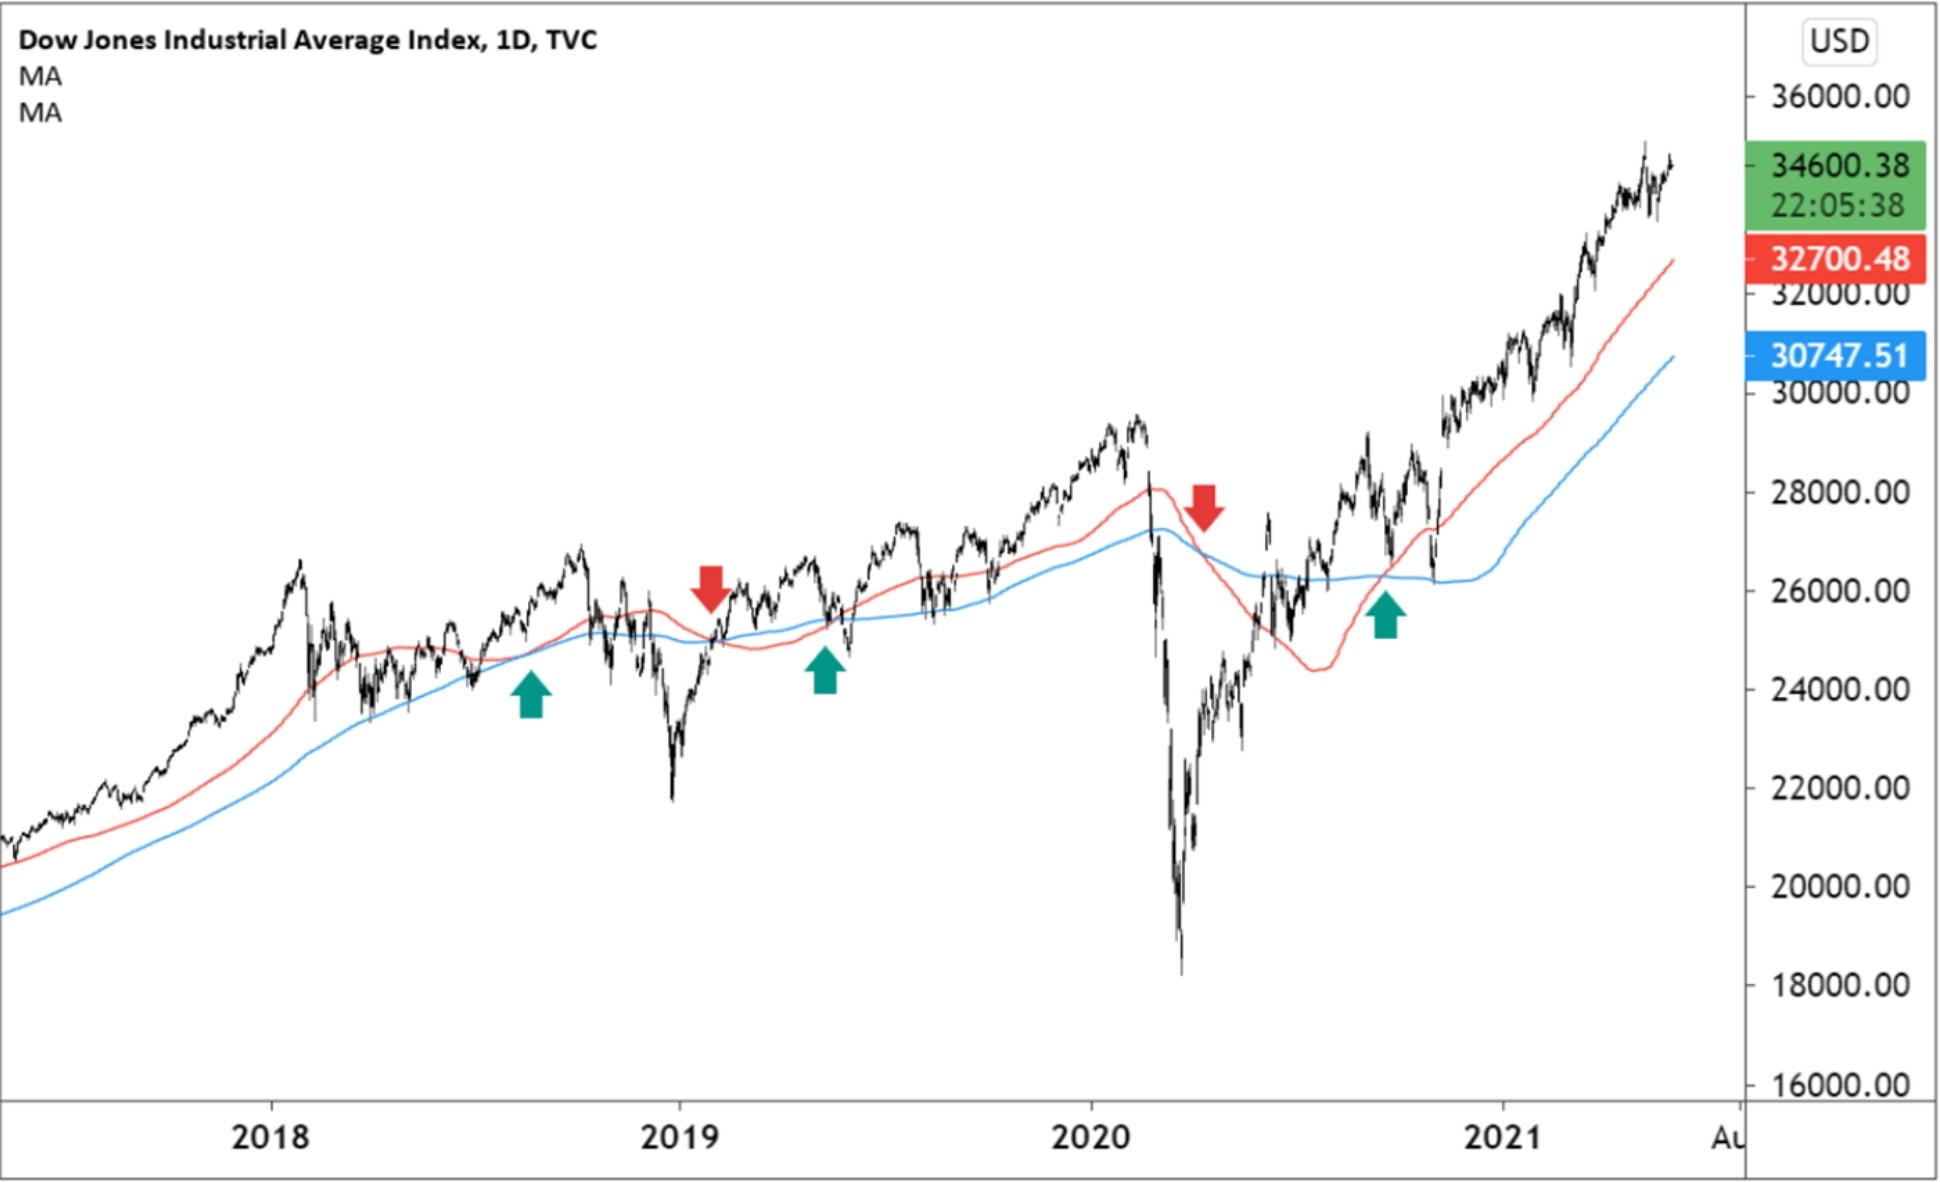 Dow Jones Industrial Average Index, 1D, TVC
MA
MA
USD
36000.00
34600.38
22:05:38
32700.48
32000.00
30747.51
30000.00
28000.00
26000.00
24000.00
22000.00
20000.00
18000.00
16000.00
2018 2019 2020 2021 Au